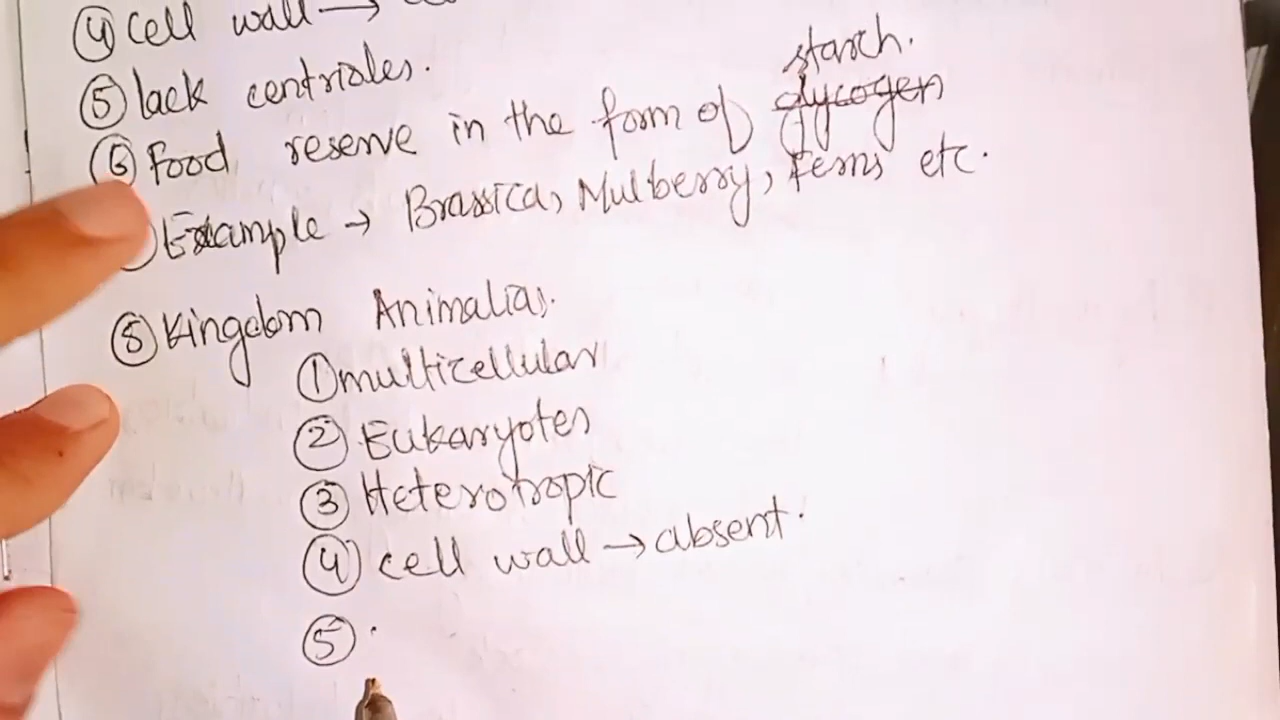 ④ Cell wall →
⑤ lack centrioles.
starch.
⑥ Food reserve in the form of glycogen
Example → Brassica, Mulberry, Ferns etc.
⑧ Kingdom Animalia.
① multicellular
② Eukaryotes
③ Heterotropic
④ cell wall → absent.
⑤